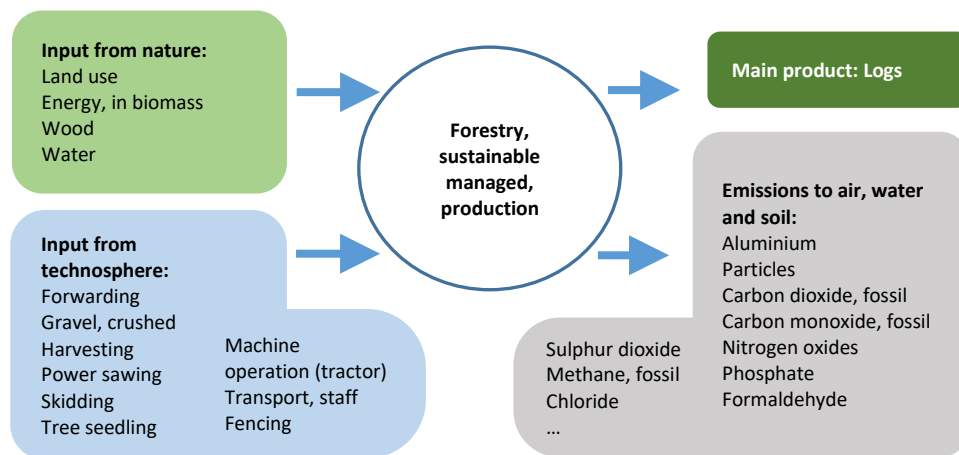 Input from nature:
Land use
Energy, in biomass
Wood
Water
Forestry,
sustainable
managed,
production
Main product: Logs
Input from
technosphere:
Forwarding
Gravel, crushed
Harvesting
Power sawing
Skidding
Tree seedling
Machine
operation (tractor)
Transport, staff
Fencing
Emissions to air, water
and soil:
Aluminium
Particles
Carbon dioxide, fossil
Carbon monoxide, fossil
Nitrogen oxides
Phosphate
Formaldehyde
Sulphur dioxide
Methane, fossil
Chloride
…